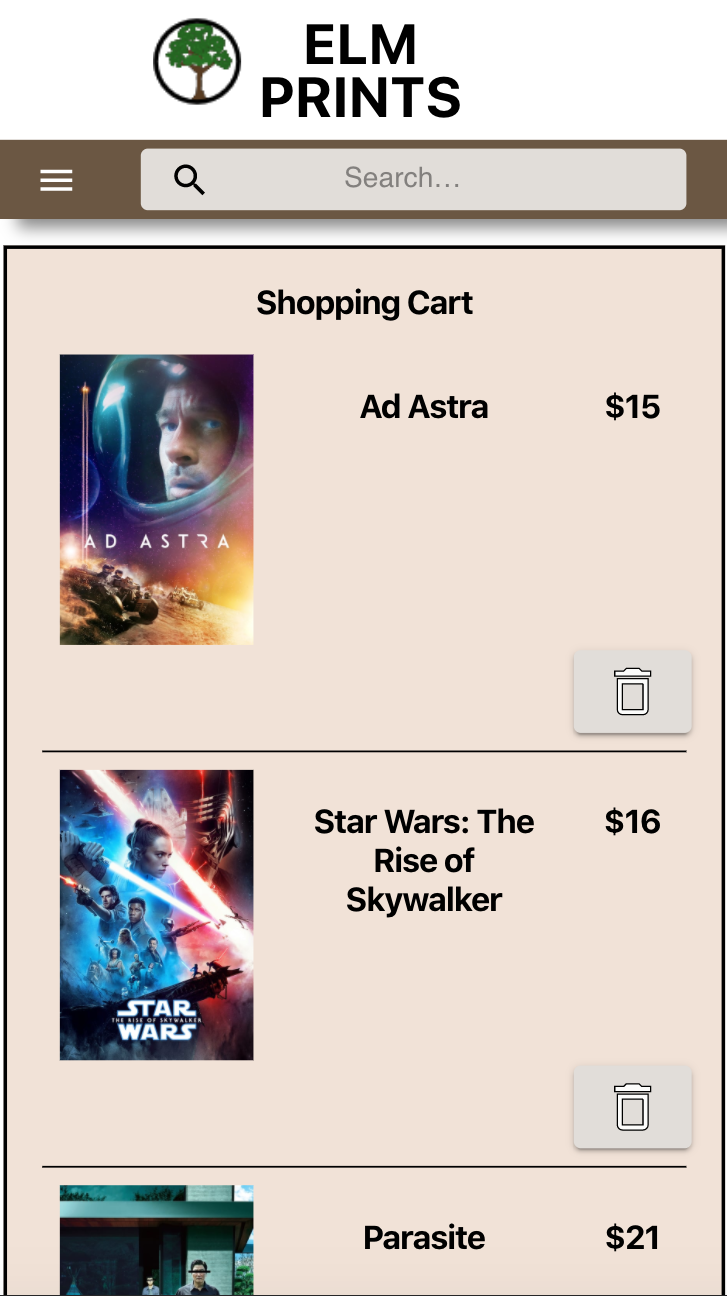 ELM
PRINTS
Search...
Shopping Cart
Ad Astra
$15
AD ASTRA
Star Wars: The
Rise of
Skywalker
$16
STAR
THE RISE OF SKYWALKER
WARS
Parasite
$21